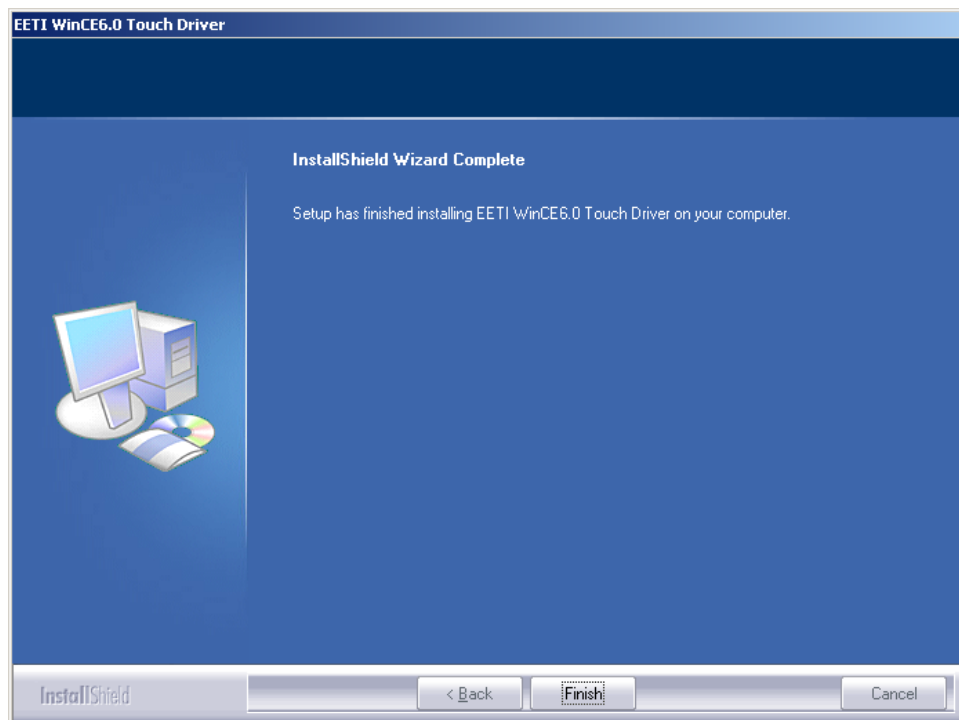 EETI WinCE6.0 Touch Driver
InstallShield Wizard Complete
Setup has finished installing EETI WinCE6.0 Touch Driver on your computer.
InstallShield
< Back
Finish
Cancel